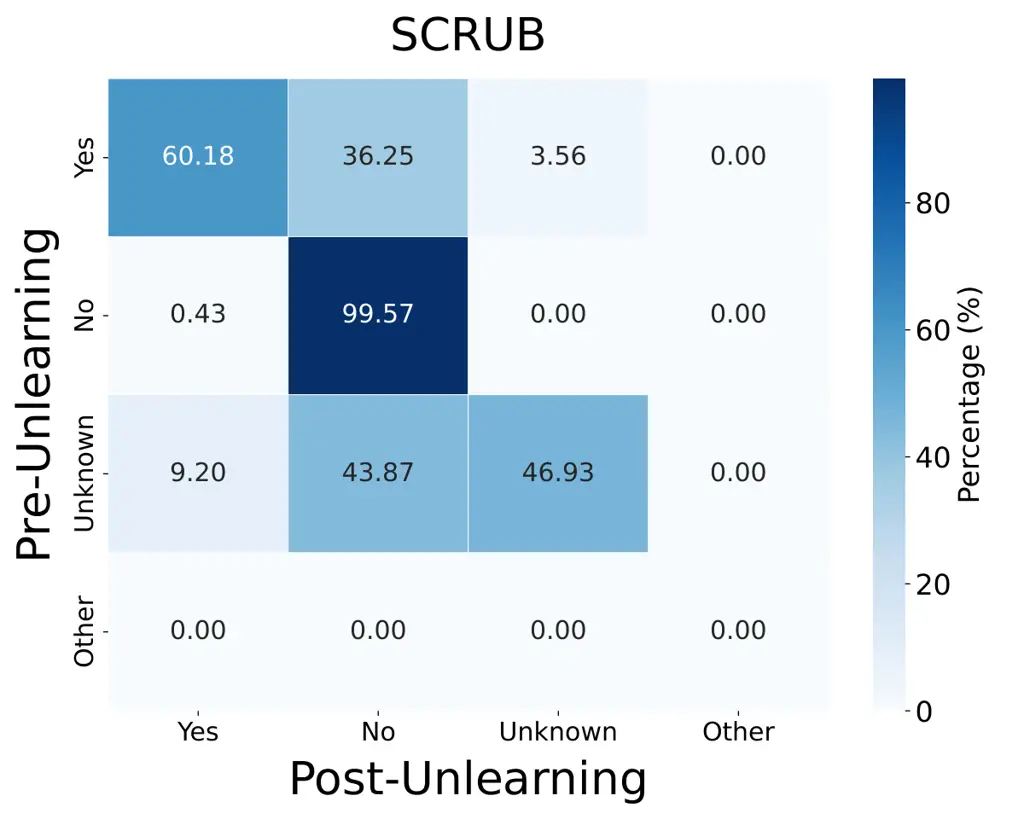 SCRUB
Yes 60.18 36.25 3.56 0.00
No 0.43 99.57 0.00 0.00
Unknown 9.20 43.87 46.93 0.00
Other 0.00 0.00 0.00 0.00
Yes No Unknown Other
Pre-Unlearning
Post-Unlearning
80
60
40
20
0
Percentage (%)